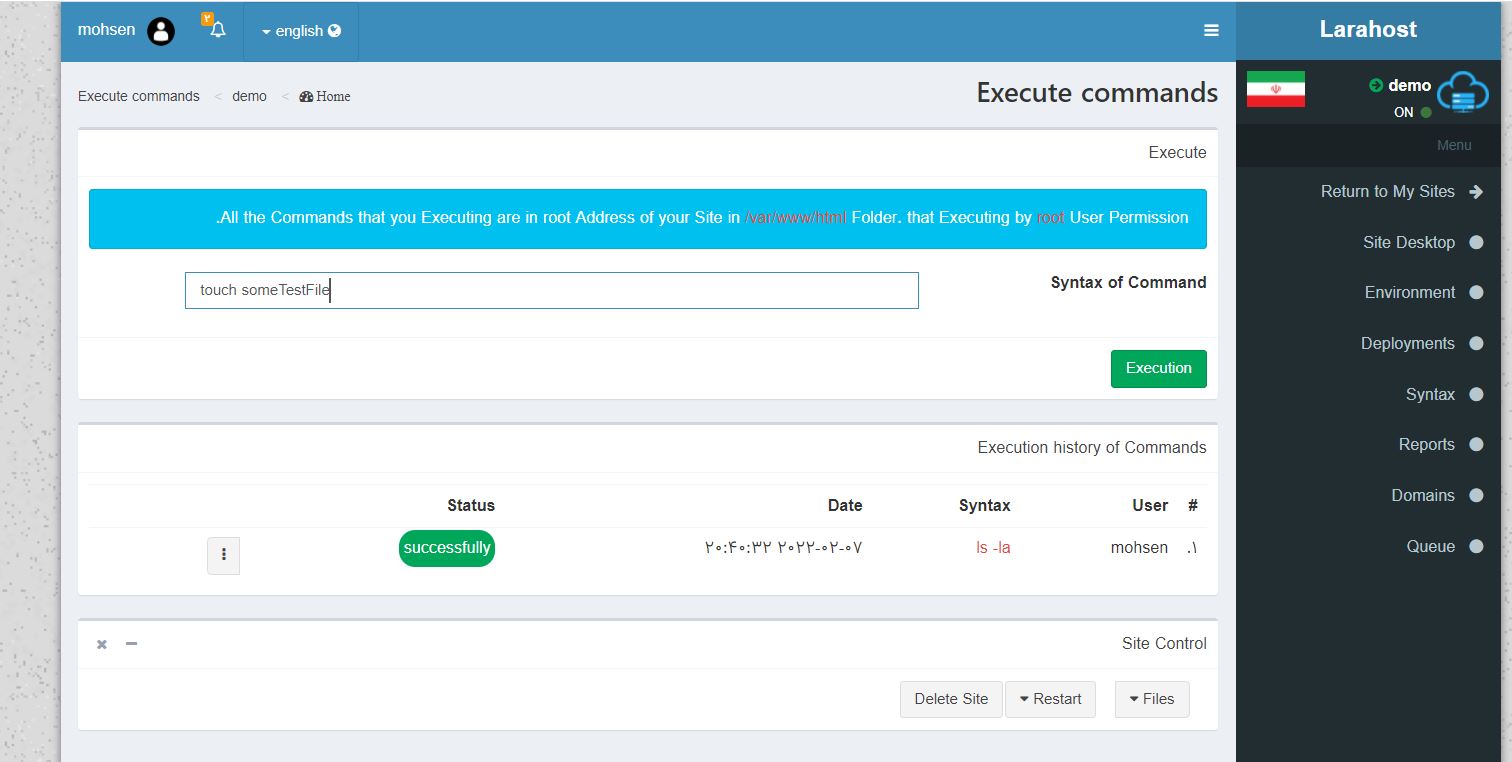 mohsen
۲
english
Larahost
demo
ON
Menu
Return to My Sites
Site Desktop
Environment
Deployments
Syntax
Reports
Domains
Queue
Execute commands < demo < Home
Execute commands
Execute
.All the Commands that you Executing are in root Address of your Site in /var/www/html Folder. that Executing by root User Permission
Syntax of Command
touch someTestFile
Execution
Execution history of Commands
Status Date Syntax User #
successfully ۲۰:۴۰:۳۲ ۲۰۲۲-۰۲-۰۷ ls -la mohsen .۱
Site Control
Delete Site Restart Files